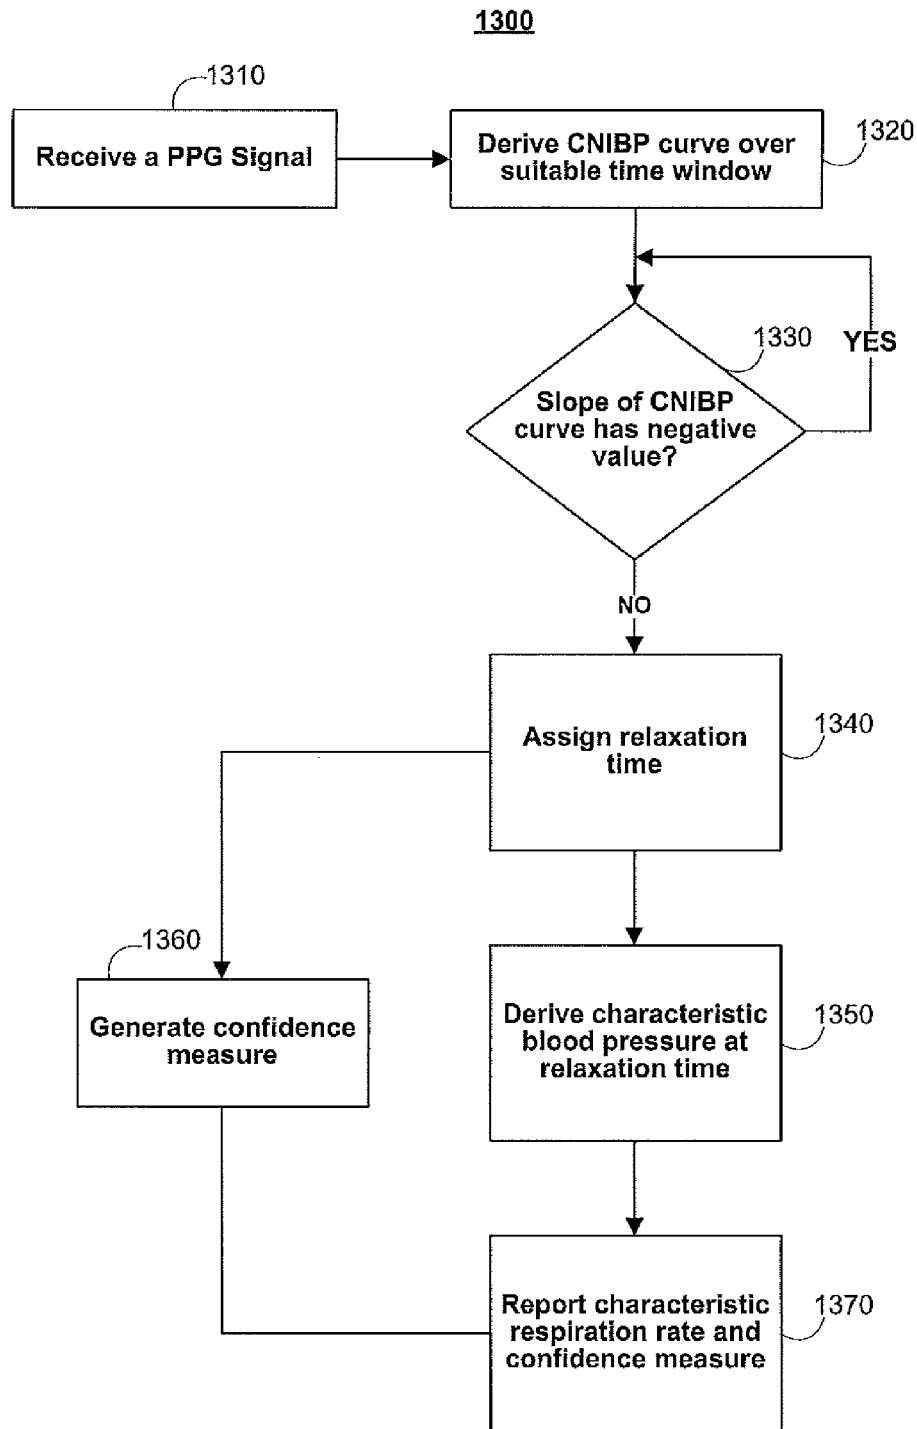 1300
1310
Receive a PPG Signal
Derive CNIBP curve over
suitable time window
1320
1330
YES
Slope of CNIBP
curve has negative
value?
NO
Assign relaxation
time
1340
1360
Generate confidence
measure
Derive characteristic
blood pressure at
relaxation time
1350
Report characteristic
respiration rate and
confidence measure
1370